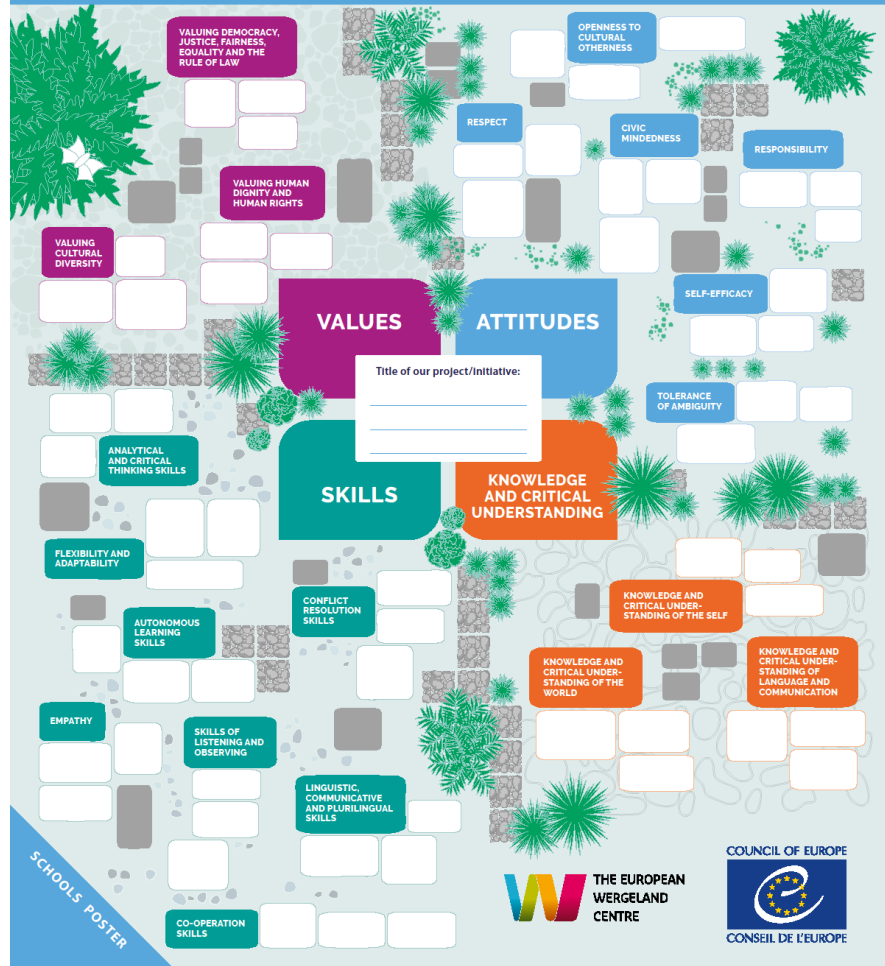 VALUING DEMOCRACY,
JUSTICE, FAIRNESS,
EQUALITY AND THE
RULE OF LAW
VALUING HUMAN
DIGNITY AND
HUMAN RIGHTS
VALUING
CULTURAL
DIVERSITY
OPENNESS TO
CULTURAL
OTHERNESS
RESPECT
CIVIC
MINDEDNESS
RESPONSIBILITY
SELF-EFFICACY
TOLERANCE
OF AMBIGUITY
VALUES
ATTITUDES
Title of our project/initiative:
SKILLS
KNOWLEDGE
AND CRITICAL
UNDERSTANDING
ANALYTICAL
AND CRITICAL
THINKING SKILLS
FLEXIBILITY AND
ADAPTABILITY
AUTONOMOUS
LEARNING
SKILLS
CONFLICT
RESOLUTION
SKILLS
EMPATHY
SKILLS OF
LISTENING AND
OBSERVING
LINGUISTIC,
COMMUNICATIVE
AND PLURILINGUAL
SKILLS
CO-OPERATION
SKILLS
KNOWLEDGE AND
CRITICAL UNDER-
STANDING OF THE SELF
KNOWLEDGE AND
CRITICAL UNDER-
STANDING OF THE
WORLD
KNOWLEDGE AND
CRITICAL UNDER-
STANDING OF
LANGUAGE AND
COMMUNICATION
SCHOOLS POSTER
THE EUROPEAN
WERGELAND
CENTRE
COUNCIL OF EUROPE
CONSEIL DE L'EUROPE